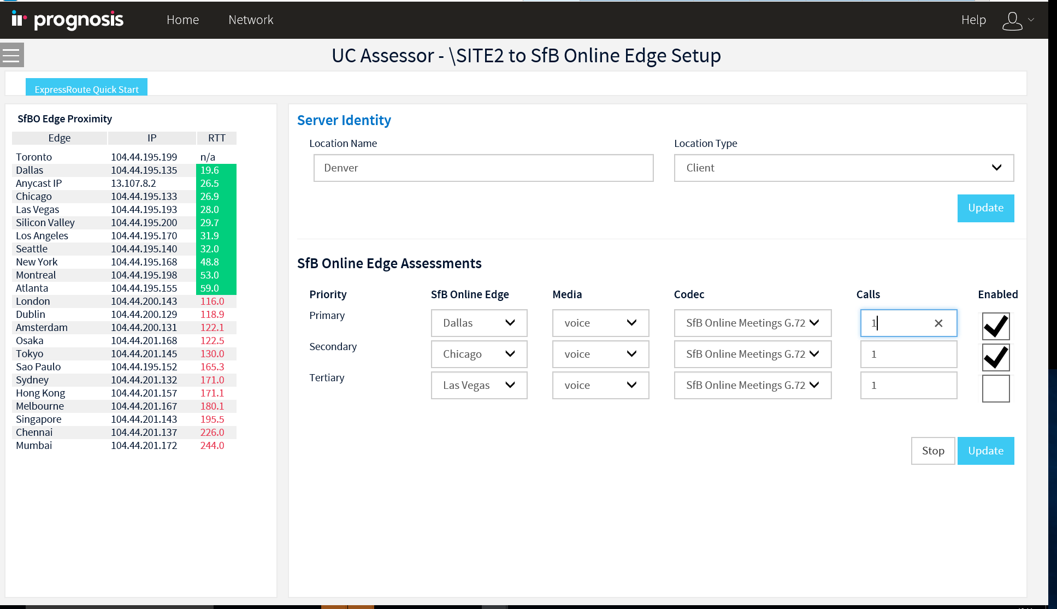 ir prognosis Home Network Help
UC Assessor - \SITE2 to SfB Online Edge Setup
ExpressRoute Quick Start
SfBO Edge Proximity
Edge IP RTT
Toronto 104.44.195.199 n/a
Dallas 104.44.195.135 19.6
Anycast IP 13.107.8.2 26.5
Chicago 104.44.195.133 26.9
Las Vegas 104.44.195.193 28.0
Silicon Valley 104.44.195.200 29.7
Los Angeles 104.44.195.170 31.9
Seattle 104.44.195.140 32.0
New York 104.44.195.168 48.8
Montreal 104.44.195.198 53.0
Atlanta 104.44.195.155 59.0
London 104.44.200.143 116.0
Dublin 104.44.200.129 118.9
Amsterdam 104.44.200.131 122.1
Osaka 104.44.201.168 122.5
Tokyo 104.44.201.145 130.0
Sao Paulo 104.44.195.152 165.3
Sydney 104.44.201.132 171.0
Hong Kong 104.44.201.157 171.1
Melbourne 104.44.201.167 180.1
Singapore 104.44.201.143 195.5
Chennai 104.44.201.137 226.0
Mumbai 104.44.201.172 244.0
Server Identity
Location Name Location Type
Denver Client
Update
SfB Online Edge Assessments
Priority SfB Online Edge Media Codec Calls Enabled
Primary Dallas voice SfB Online Meetings G.72 1
Secondary Chicago voice SfB Online Meetings G.72 1
Tertiary Las Vegas voice SfB Online Meetings G.72 1
Stop Update